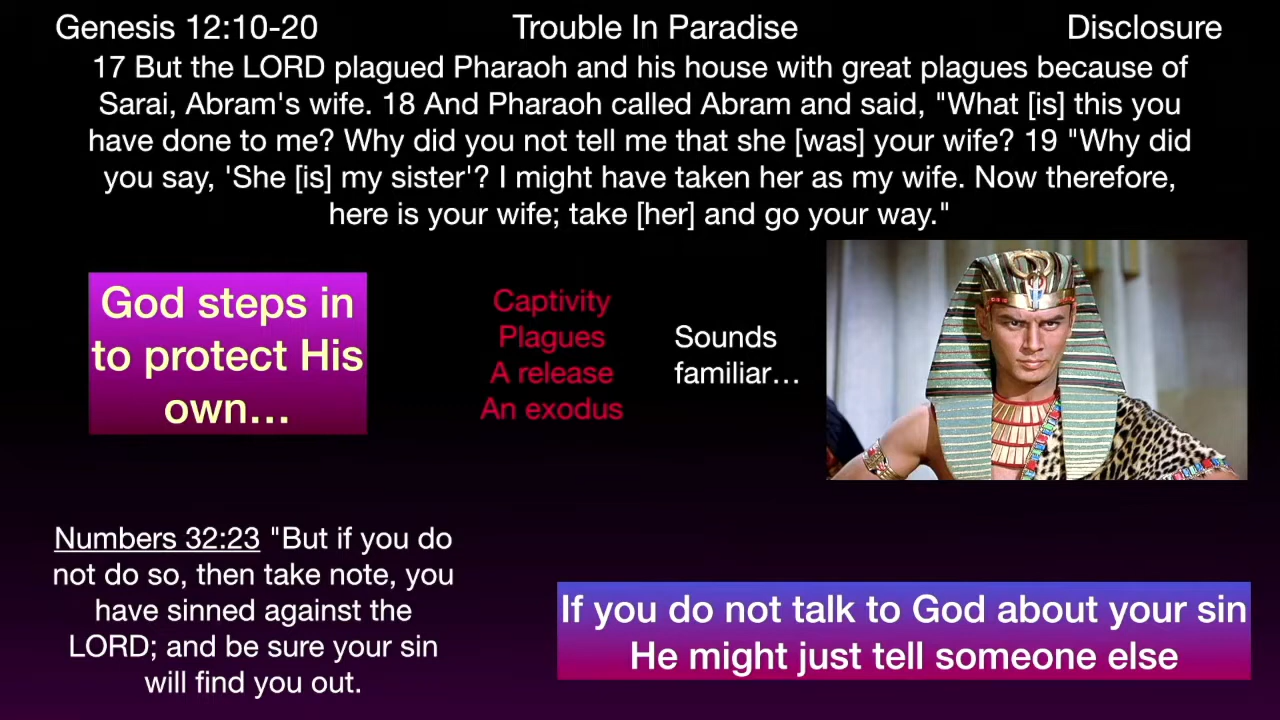 Genesis 12:10-20
Trouble In Paradise
Disclosure
17 But the LORD plagued Pharaoh and his house with great plagues because of
Sarai, Abram's wife. 18 And Pharaoh called Abram and said, "What [is] this you
have done to me? Why did you not tell me that she [was] your wife? 19 "Why did
you say, 'She [is] my sister'? I might have taken her as my wife. Now therefore,
here is your wife; take [her] and go your way."
God steps in
to protect His
own…
Captivity
Plagues
A release
An exodus
Sounds
familiar…
Numbers 32:23 "But if you do
not do so, then take note, you
have sinned against the
LORD; and be sure your sin
will find you out.
If you do not talk to God about your sin
He might just tell someone else